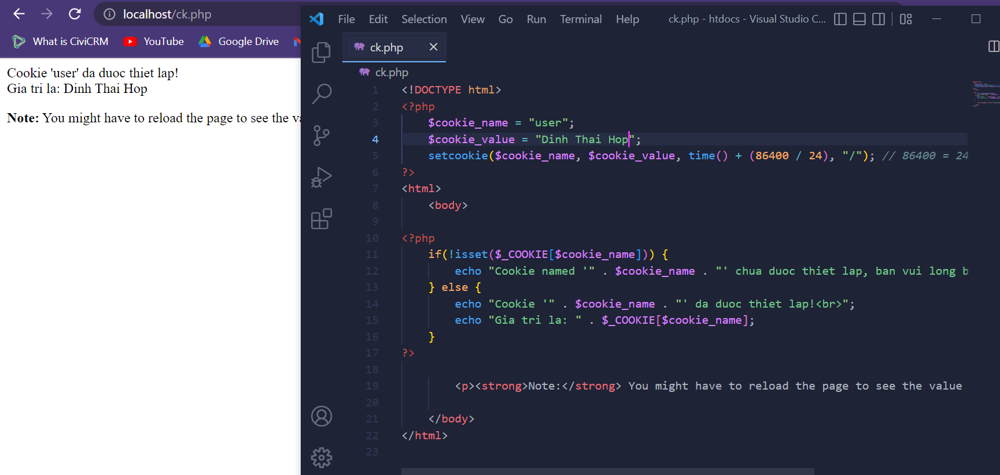 localhost/ck.php
What is CiviCRM YouTube Google Drive
Cookie 'user' da duoc thiet lap!
Gia tri la: Dinh Thai Hop
Note: You might have to reload the page to see the
File Edit Selection View Go Run Terminal Help ck.php - htdocs - Visual Studio C...
ck.php
ck.php
1 <!DOCTYPE html>
2 <?php
3 $cookie_name = "user";
4 $cookie_value = "Dinh Thai Hop";
5 setcookie($cookie_name, $cookie_value, time() + (86400 / 24), "/"); // 86400 = 24
6 ?>
7 <html>
8 <body>
9
10 <?php
11 if(!isset($_COOKIE[$cookie_name])) {
12 echo "Cookie named '" . $cookie_name . "' chua duoc thiet lap, ban vui long b
13 } else {
14 echo "Cookie '" . $cookie_name . "' da duoc thiet lap!<br>";
15 echo "Gia tri la: " . $_COOKIE[$cookie_name];
16 }
17 ?>
18
19 <p><strong>Note:</strong> You might have to reload the page to see the value
20
21 </body>
22 </html>
23